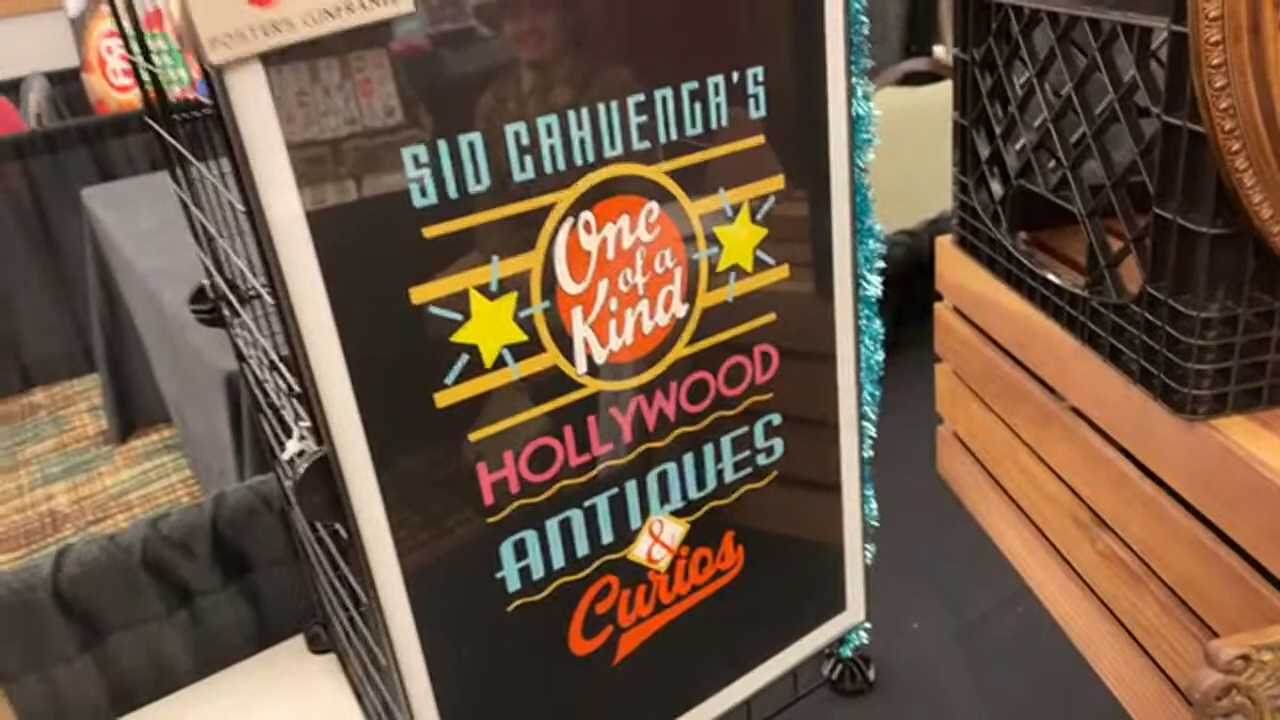 SID CAHUENGA'S
One
of a
Kind
HOLLYWOOD
ANTIQUES
&
Curios